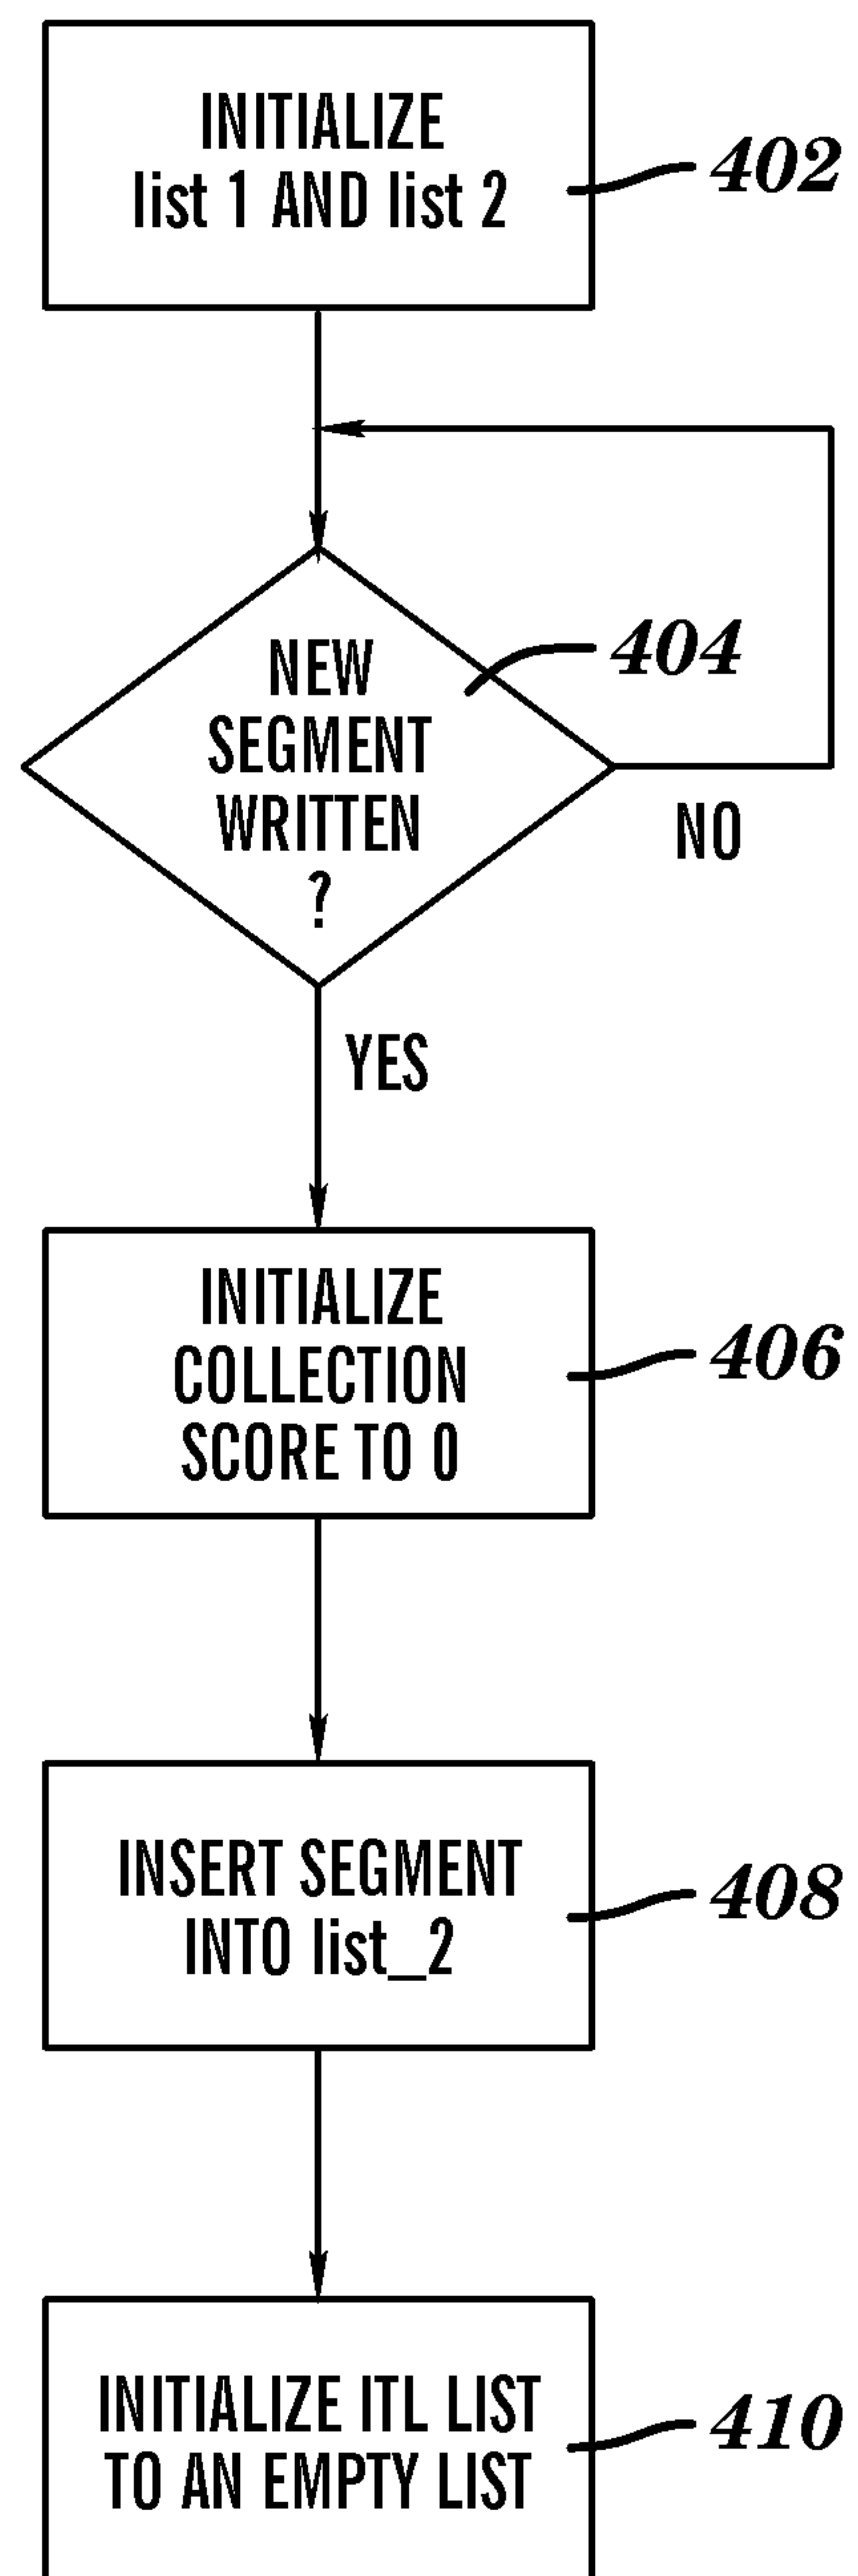 INITIALIZE
list 1 AND list 2
402
NEW
SEGMENT
WRITTEN
?
404
NO
YES
INITIALIZE
COLLECTION
SCORE TO 0
406
INSERT SEGMENT
INTO list_2
408
INITIALIZE ITL LIST
TO AN EMPTY LIST
410